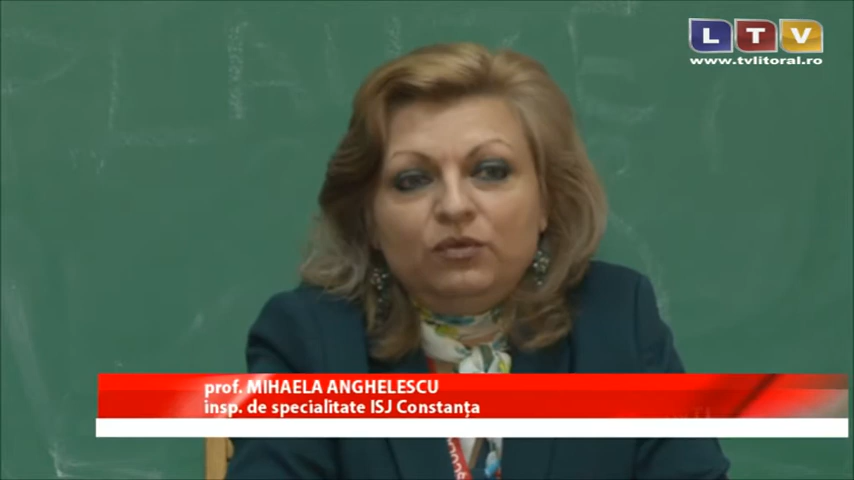 LTV
www.tvlitoral.ro
prof. MIHAELA ANGHELESCU
insp. de specialitate ISJ Constanța